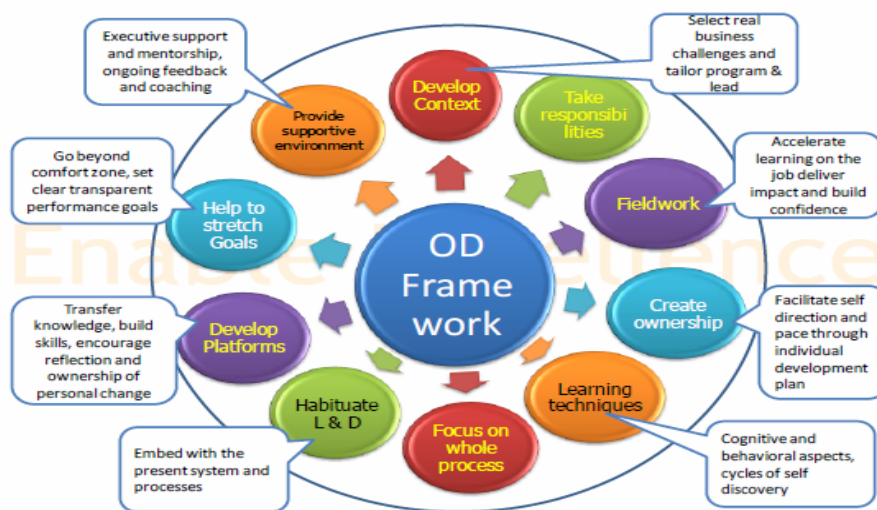 Executive support
and mentorship,
ongoing feedback
and coaching
Select real
business
challenges and
tailor program &
lead
Develop
Context
Take
responsibi
lities
Provide
supportive
environment
Go beyond
comfort zone, set
clear transparent
performance goals
Accelerate
learning on the
job deliver
impact and build
confidence
Fieldwork
Help to
stretch
Goals
OD
Frame
work
Create
ownership
Facilitate self
direction and
pace through
individual
development
plan
Transfer
knowledge, build
skills, encourage
reflection and
ownership of
personal change
Develop
Platforms
Habituate
L & D
Learning
techniques
Focus on
whole
process
Embed with the
present system and
processes
Cognitive and
behavioral aspects,
cycles of self
discovery